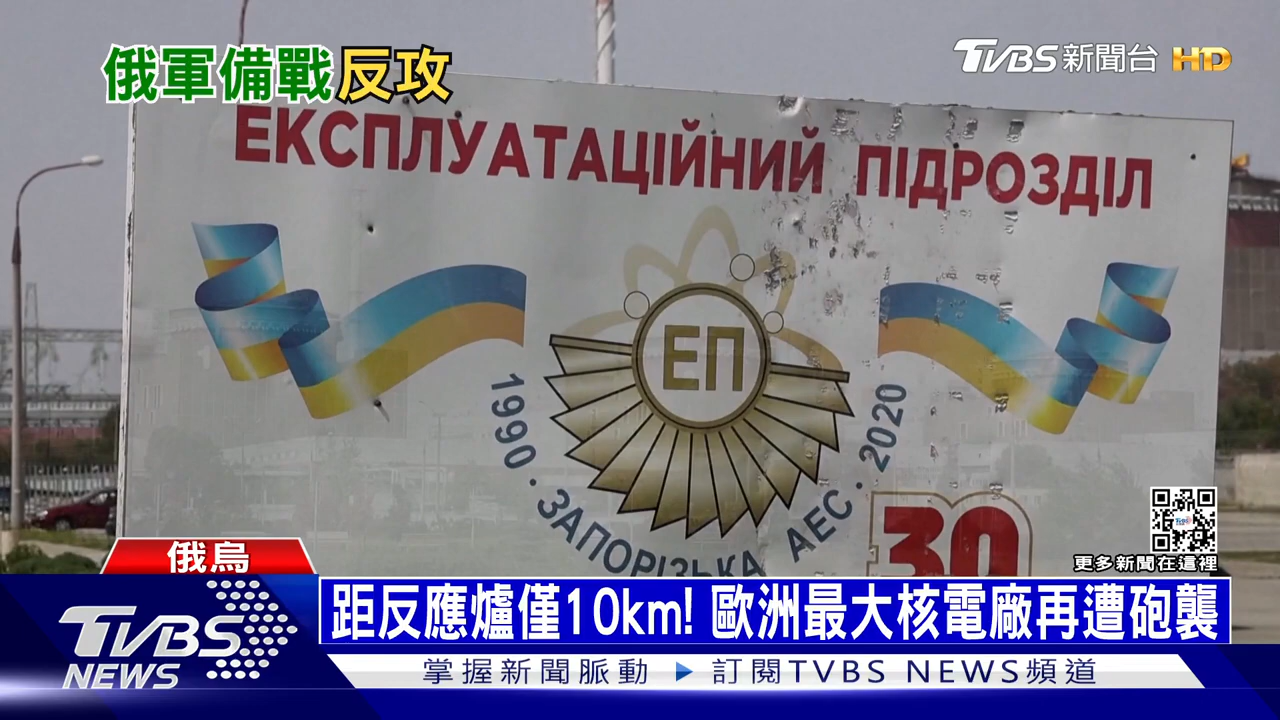 俄軍備戰反攻
TVBS新聞台 HD
ЕКСПЛУАТАЦІЙНИЙ ПІДРОЗДІЛ
ЕП
1990 · ЗАПОРІЗЬКА АЕС · 2020
30
更多新聞在這裡
俄烏
距反應爐僅10km! 歐洲最大核電廠再遭砲襲
TVBS NEWS
掌握新聞脈動 ▶ 訂閱TVBS NEWS頻道